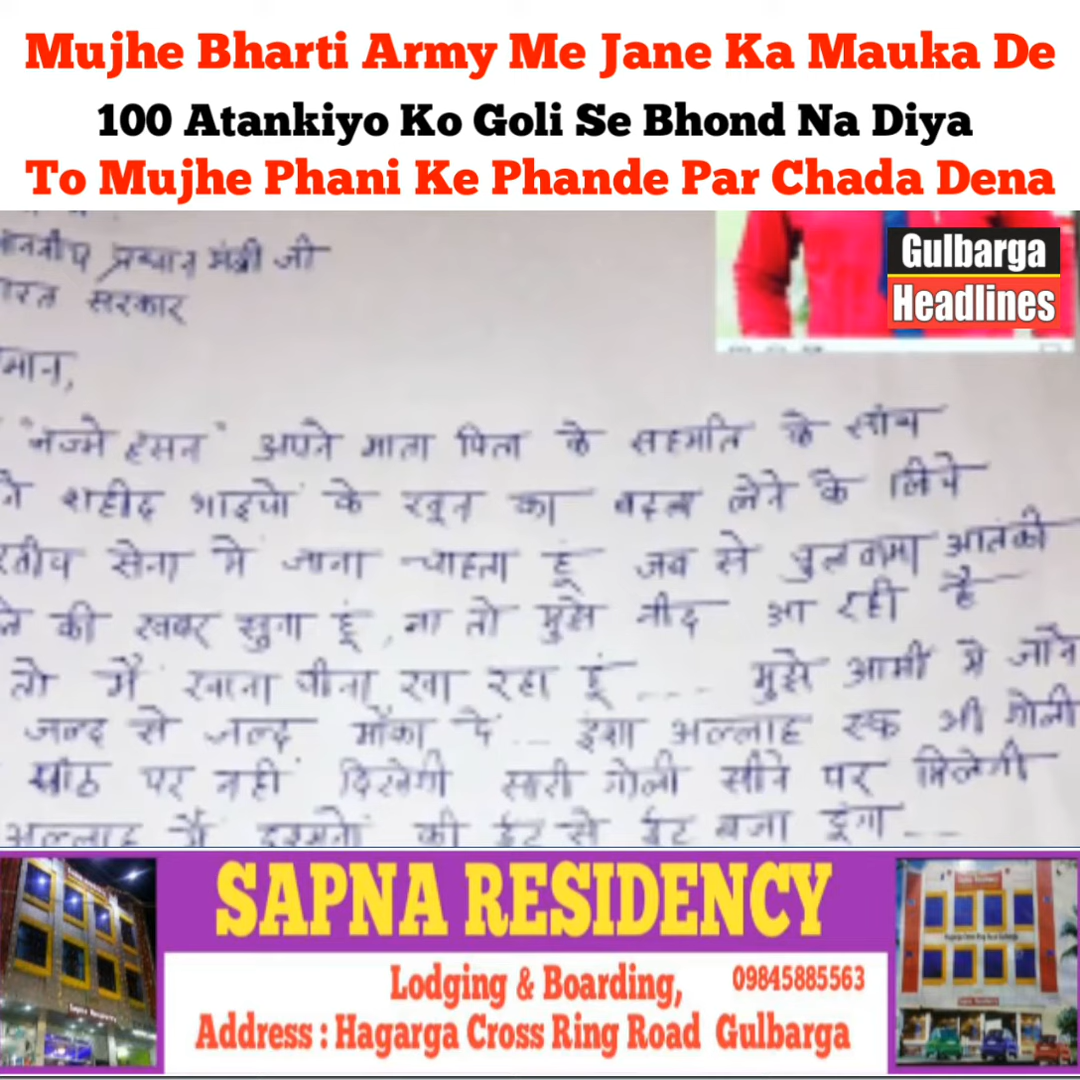 Mujhe Bharti Army Me Jane Ka Mauka De
100 Atankiyo Ko Goli Se Bhond Na Diya
To Mujhe Phani Ke Phande Par Chada Dena
Gulbarga
Headlines
प्रधान मंत्री जी
सरकार
मान,
"नज्मे हसन" अपने माता पिता के सहमति के सांथ
शहीद भाइयों के खून का बदला लेने के लिये
सेना में जाना चाहता हूं जब से पुलवामा आतंकी
की खबर सुना हूं, ना तो मुझे नींद आ रही है
तो मैं खाना पीना खा रहा हूं .... मुझे आर्मी में जाने
जल्द से जल्द मौका दें ... इंशा अल्लाह एक भी गोली
पीठ पर नहीं मिलेगी सारी गोली सीने पर मिलेगी
अल्लाह मैं दुश्मनों की ईंट से ईंट बजा दूंगा ...
SAPNA RESIDENCY
Lodging & Boarding, 09845885563
Address : Hagarga Cross Ring Road Gulbarga